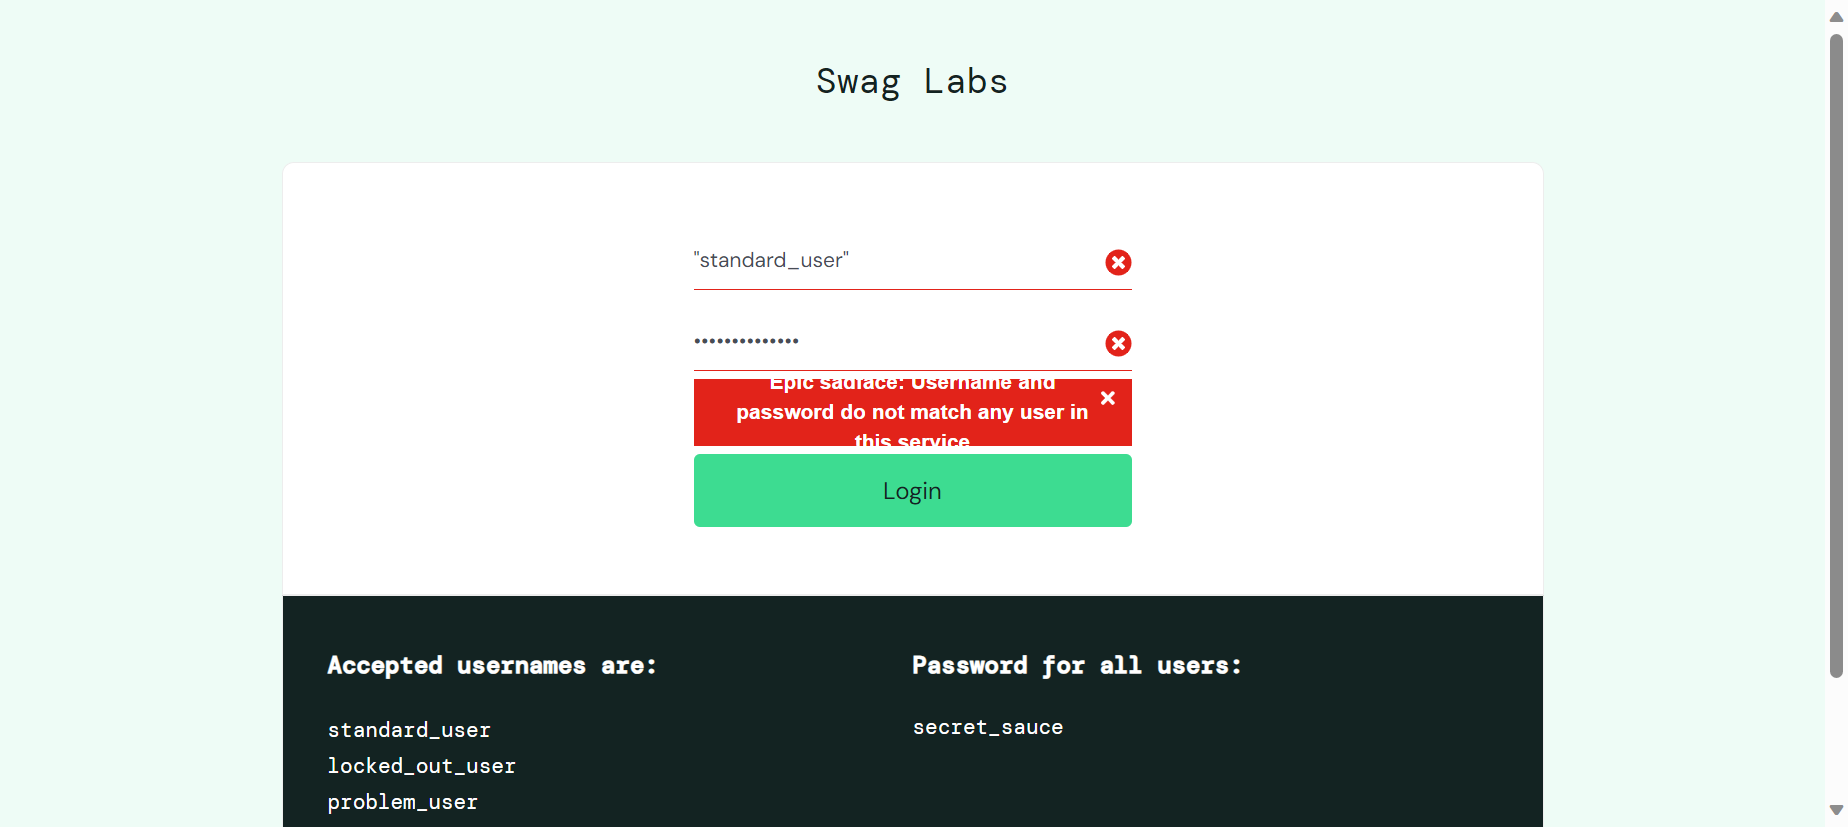 Swag Labs
"standard_user"
••••••••••••••
Epic sadface: Username and
password do not match any user in
this service
Login
Accepted usernames are:
standard_user
locked_out_user
problem_user
Password for all users:
secret_sauce